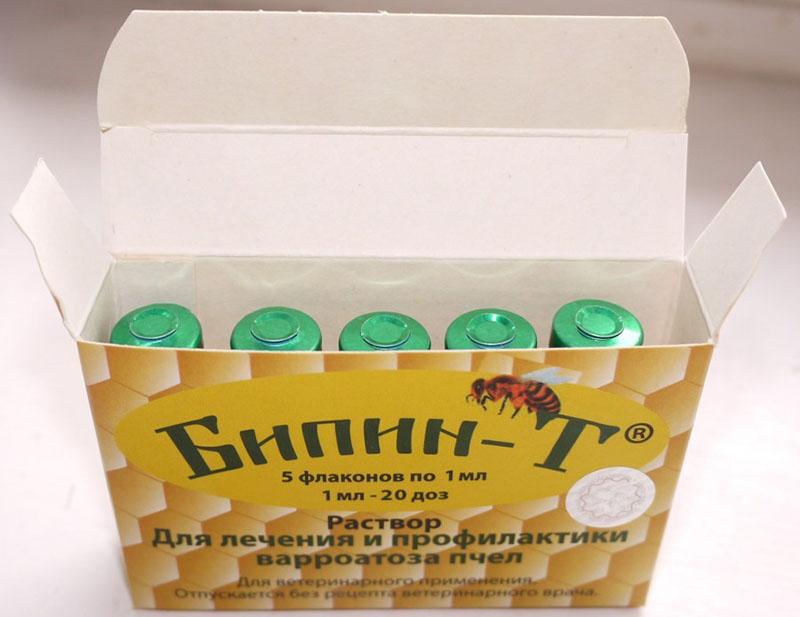 Бипин-Т®
5 флаконов по 1 мл
1 мл - 20 доз
Раствор
Для лечения и профилактики
варроатоза пчел
Для ветеринарного применения.
Отпускается без рецепта ветеринарного врача.